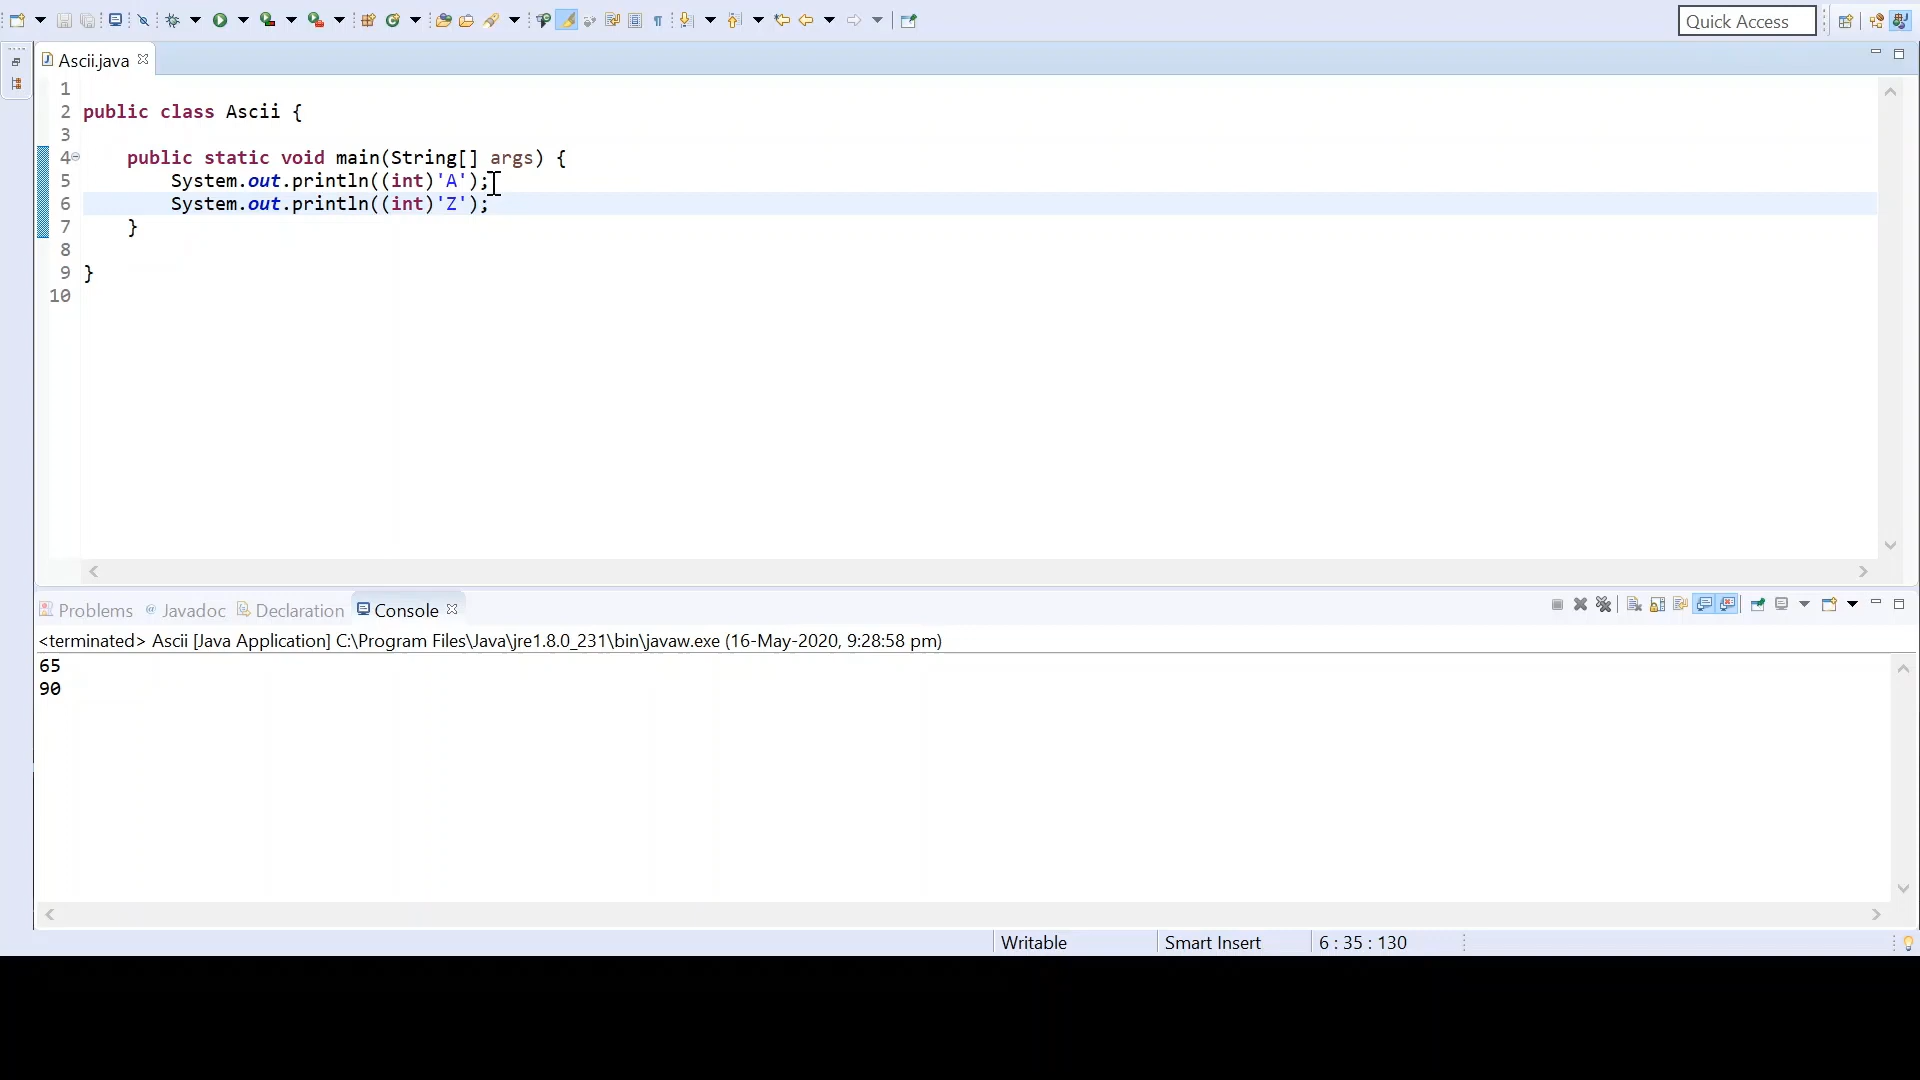 Quick Access
Ascii.java
1
2 public class Ascii {
3
4 public static void main(String[] args) {
5 System.out.println((int)'A');
6 System.out.println((int)'Z');
7 }
8
9 }
10
Problems @ Javadoc Declaration Console
<terminated> Ascii [Java Application] C:\Program Files\Java\jre1.8.0_231\bin\javaw.exe (16-May-2020, 9:28:58 pm)
65
90
Writable Smart Insert 6 : 35 : 130